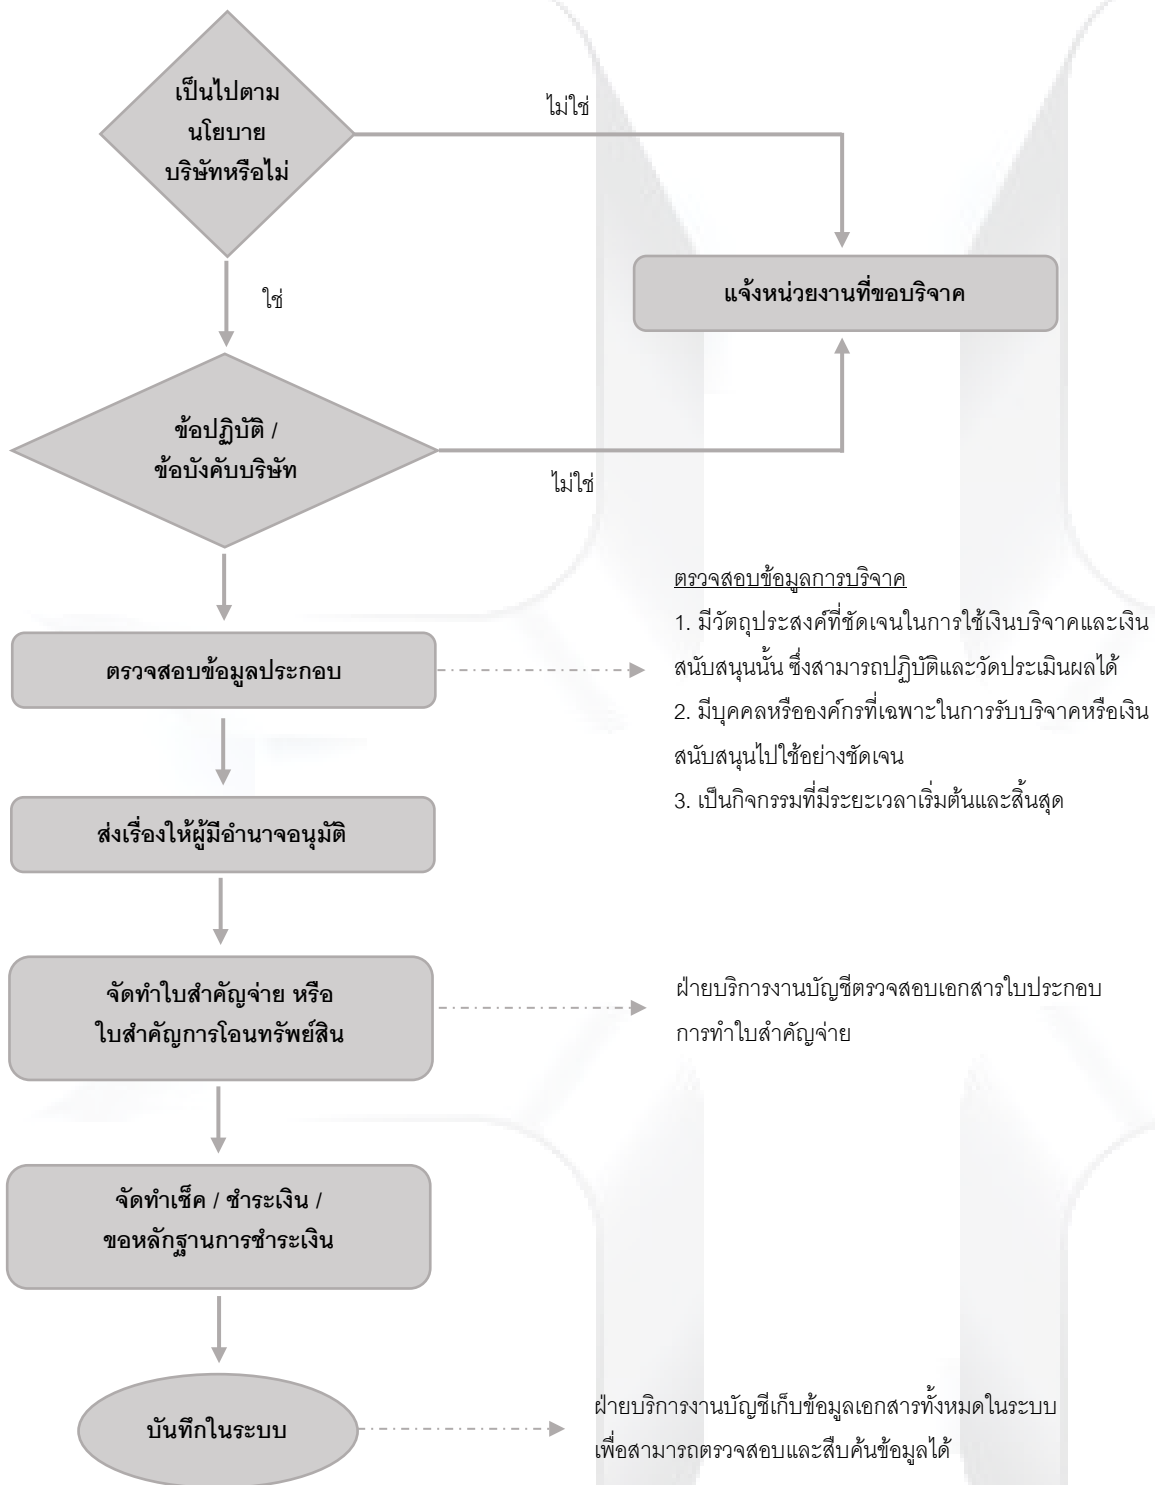 เป็นไปตาม
นโยบาย
บริษัทหรือไม่
ไม่ใช่
แจ้งหน่วยงานที่ขอบริจาค
ใช่
ข้อปฏิบัติ /
ข้อบังคับบริษัท
ไม่ใช่
ตรวจสอบข้อมูลการบริจาค
1. มีวัตถุประสงค์ที่ชัดเจนในการใช้เงินบริจาคและเงิน
สนับสนุนนั้น ซึ่งสามารถปฏิบัติและวัดประเมินผลได้
2. มีบุคคลหรือองค์กรที่เฉพาะในการรับบริจาคหรือเงิน
สนับสนุนไปใช้อย่างชัดเจน
3. เป็นกิจกรรมที่มีระยะเวลาเริ่มต้นและสิ้นสุด
ตรวจสอบข้อมูลประกอบ
ส่งเรื่องให้ผู้มีอำนาจอนุมัติ
จัดทำใบสำคัญจ่าย หรือ
ใบสำคัญการโอนทรัพย์สิน
ฝ่ายบริการงานบัญชีตรวจสอบเอกสารใบประกอบ
การทำใบสำคัญจ่าย
จัดทำเช็ค / ชำระเงิน /
ขอหลักฐานการชำระเงิน
บันทึกในระบบ
ฝ่ายบริการงานบัญชีเก็บข้อมูลเอกสารทั้งหมดในระบบ
เพื่อสามารถตรวจสอบและสืบค้นข้อมูลได้